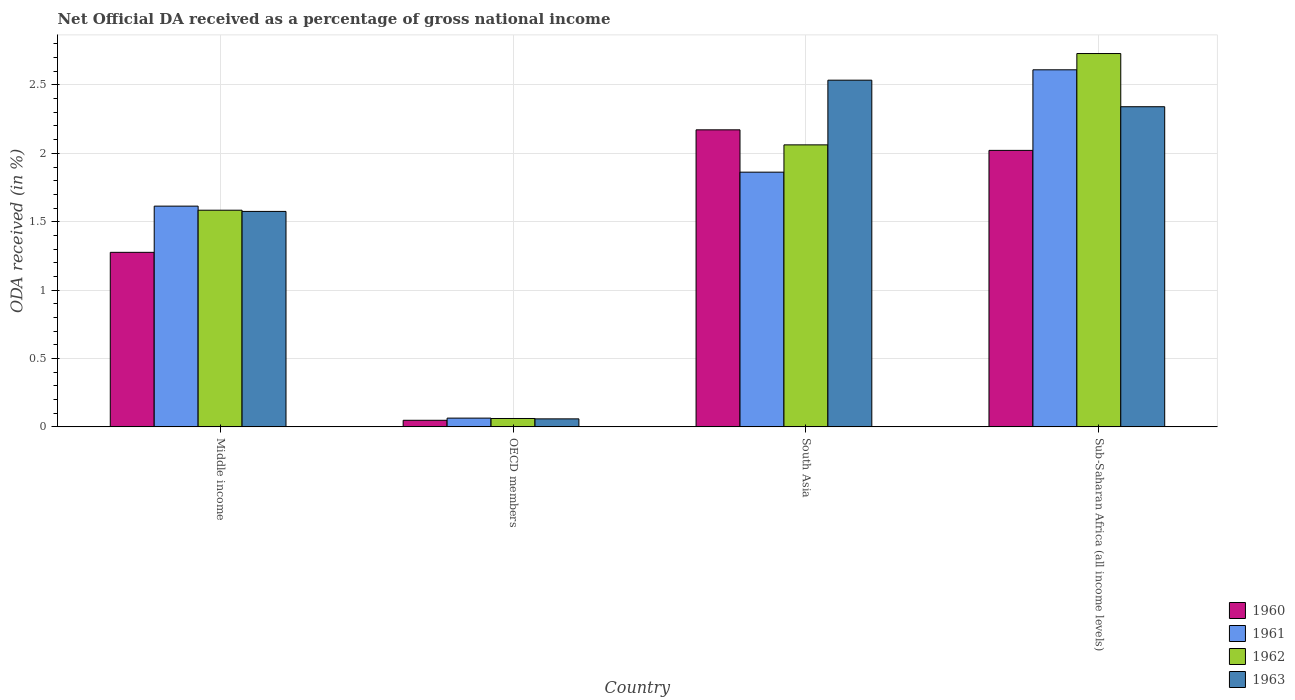 Net Official DA received as a percentage of gross national income
ODA received (in %)
2.5
2
1.5
1
0.5
0
Middle income
OECD members
South Asia
Sub-Saharan Africa (all income levels)
Country
1960
1961
1962
1963